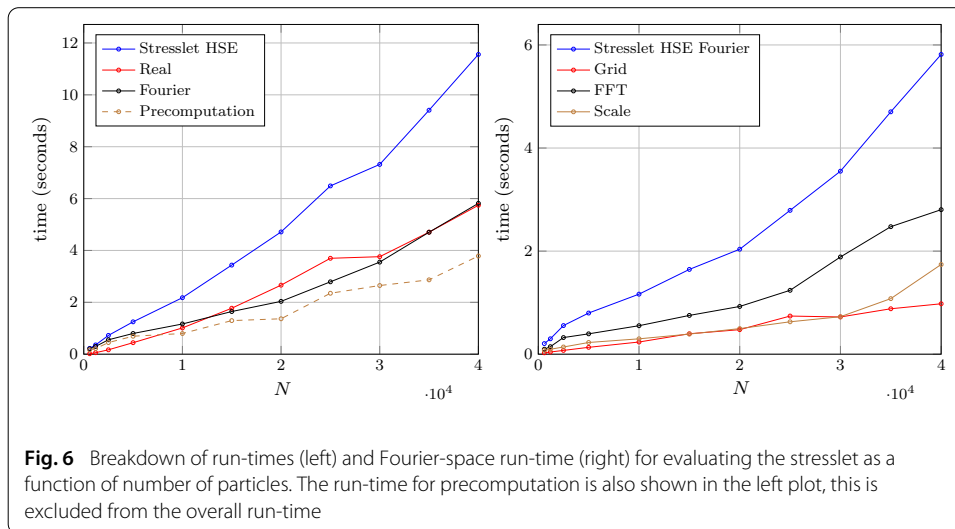 12
10
8
6
4
2
0
time (seconds)
Stresslet HSE
Real
Fourier
Precomputation
0
1
2
3
4
N
·10⁴
6
4
2
0
time (seconds)
Stresslet HSE Fourier
Grid
FFT
Scale
0
1
2
3
4
N
·10⁴
Fig. 6 Breakdown of run-times (left) and Fourier-space run-time (right) for evaluating the stresslet as a
function of number of particles. The run-time for precomputation is also shown in the left plot, this is
excluded from the overall run-time